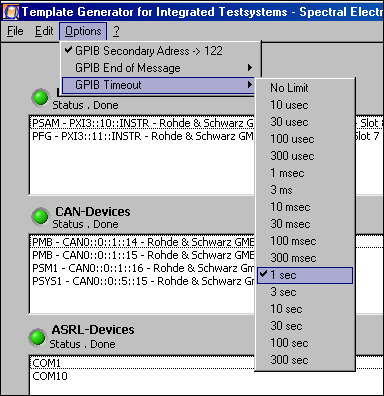 Template Generator for Integrated Testsystems - Spectral Electr
File Edit Options ?
GPIB Secondary Adress -> 122
GPIB End of Message
GPIB Timeout
No Limit
10 usec
30 usec
100 usec
300 usec
1 msec
3 ms
10 msec
30 msec
100 msec
300 msec
1 sec
3 sec
10 sec
30 sec
100 sec
300 sec
Status . Done
PSAM - PXI3::10::INSTR - Rohde & Schwarz GM Slot 8
PFG - PXI3::11::INSTR - Rohde & Schwarz GMB Slot 7
CAN-Devices
Status . Done
PMB - CAN0::0::1::14 - Rohde & Schwarz GMB
PMB - CAN0::0::1::15 - Rohde & Schwarz GMB
PSM1 - CAN0::0::1::16 - Rohde & Schwarz GM
PSYS1 - CAN0::0::5::15 - Rohde & Schwarz G
ASRL-Devices
Status . Done
COM1
COM10